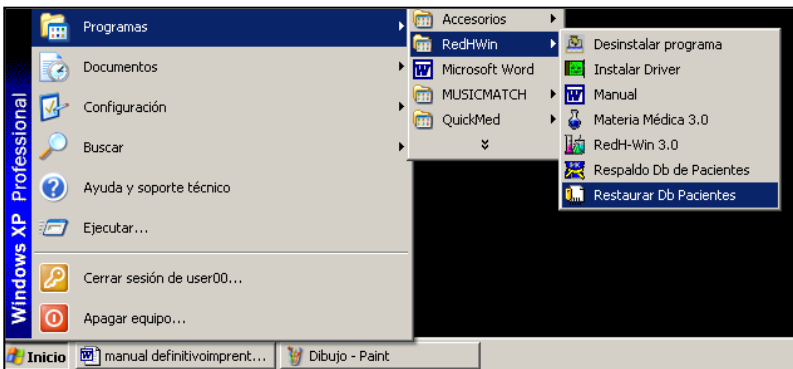 Windows XP Professional
Programas
Documentos
Configuración
Buscar
Ayuda y soporte técnico
Ejecutar...
Cerrar sesión de user00...
Apagar equipo...
Accesorios
RedHWin
Microsoft Word
MUSICMATCH
QuickMed
Desinstalar programa
Instalar Driver
Manual
Materia Médica 3.0
RedH-Win 3.0
Respaldo Db de Pacientes
Restaurar Db Pacientes
Inicio
manual definitivoimprent...
Dibujo - Paint